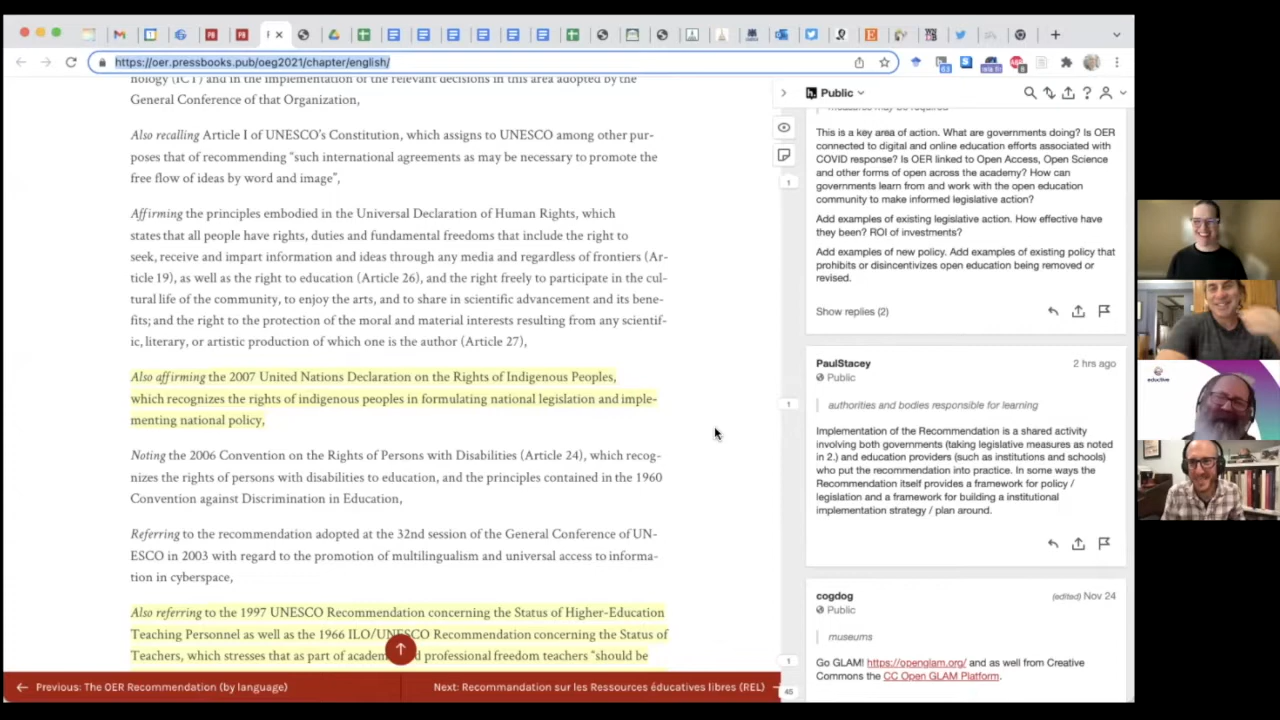 https://oer.pressbooks.pub/oeg2021/chapter/english/
nology (ICT) and in the implementation of the relevant decisions in this area adopted by the
General Conference of that Organization,
Also recalling Article I of UNESCO's Constitution, which assigns to UNESCO among other pur-
poses that of recommending “such international agreements as may be necessary to promote the
free flow of ideas by word and image”,
Affirming the principles embodied in the Universal Declaration of Human Rights, which
states that all people have rights, duties and fundamental freedoms that include the right to
seek, receive and impart information and ideas through any media and regardless of frontiers (Ar-
ticle 19), as well as the right to education (Article 26), and the right freely to participate in the cul-
tural life of the community, to enjoy the arts, and to share in scientific advancement and its bene-
fits; and the right to the protection of the moral and material interests resulting from any scientif-
ic, literary, or artistic production of which one is the author (Article 27),
Also affirming the 2007 United Nations Declaration on the Rights of Indigenous Peoples,
which recognizes the rights of indigenous peoples in formulating national legislation and imple-
menting national policy,
Noting the 2006 Convention on the Rights of Persons with Disabilities (Article 24), which recog-
nizes the rights of persons with disabilities to education, and the principles contained in the 1960
Convention against Discrimination in Education,
Referring to the recommendation adopted at the 32nd session of the General Conference of UN-
ESCO in 2003 with regard to the promotion of multilingualism and universal access to informa-
tion in cyberspace,
Also referring to the 1997 UNESCO Recommendation concerning the Status of Higher-Education
Teaching Personnel as well as the 1966 ILO/UNESCO Recommendation concerning the Status of
Teachers, which stresses that as part of academ d professional freedom teachers “should be
← Previous: The OER Recommendation (by language)
Next: Recommandation sur les Ressources éducatives libres (REL) →
Public
measures may be required
This is a key area of action. What are governments doing? Is OER
connected to digital and online education efforts associated with
COVID response? Is OER linked to Open Access, Open Science
and other forms of open across the academy? How can
governments learn from and work with the open education
community to make informed legislative action?
Add examples of existing legislative action. How effective have
they been? ROI of investments?
Add examples of new policy. Add examples of existing policy that
prohibits or disincentivizes open education being removed or
revised.
Show replies (2)
1
PaulStacey 2 hrs ago
Public
authorities and bodies responsible for learning
1
Implementation of the Recommendation is a shared activity
involving both governments (taking legislative measures as noted
in 2.) and education providers (such as institutions and schools)
who put the recommendation into practice. In some ways the
Recommendation itself provides a framework for policy /
legislation and a framework for building a institutional
implementation strategy / plan around.
cogdog (edited) Nov 24
Public
museums
1
Go GLAM! https://openglam.org/ and as well from Creative
Commons the CC Open GLAM Platform.
45
eductive